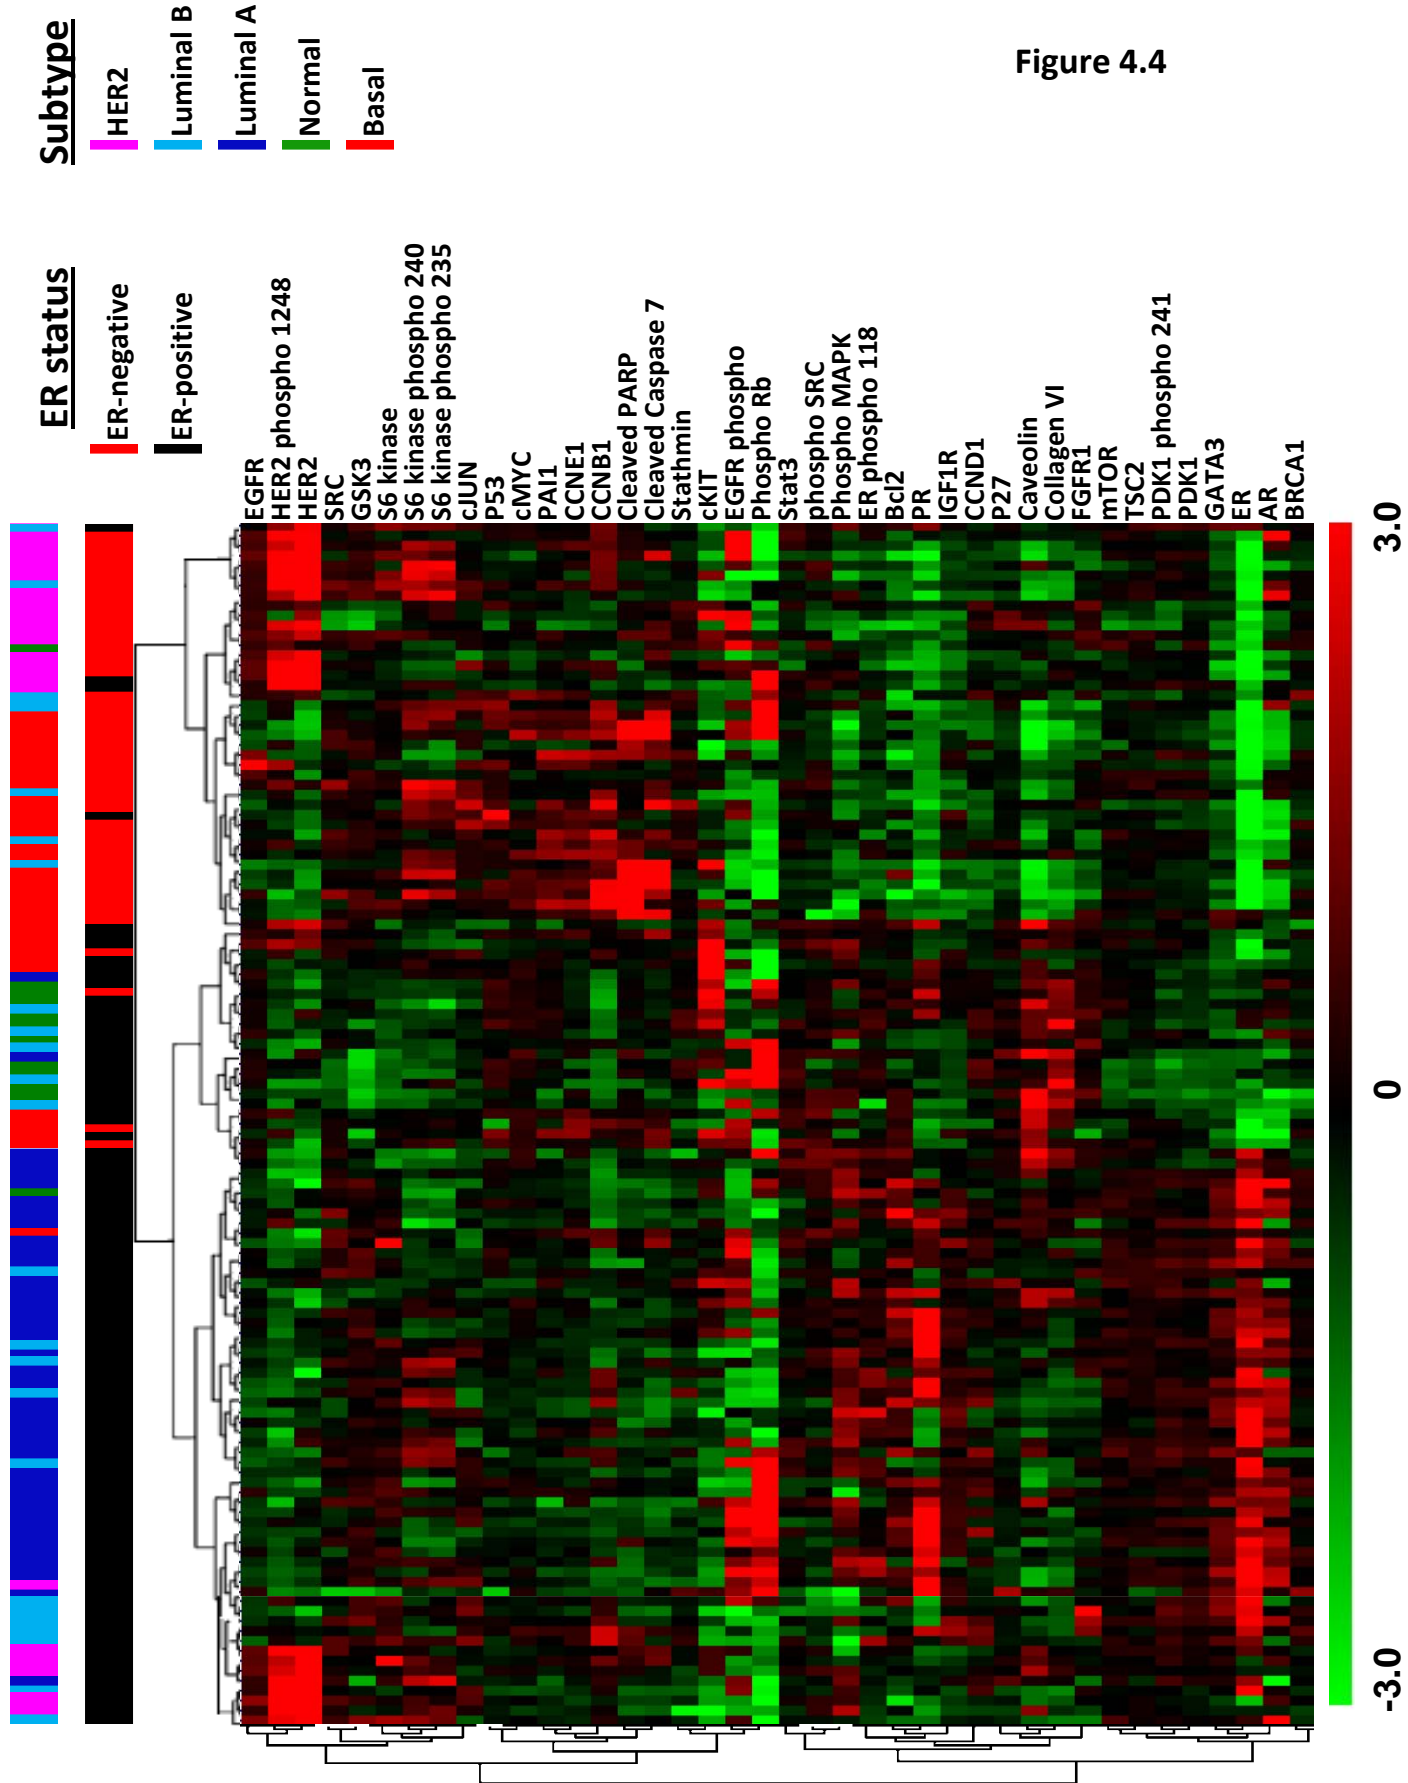 Figure 4.4
Subtype
HER2
Luminal B
Luminal A
Normal
Basal
ER status
ER-negative
ER-positive
EGFR
HER2 phospho 1248
HER2
SRC
GSK3
S6 kinase
S6 kinase phospho 240
S6 kinase phospho 235
cJUN
P53
cMYC
PAI1
CCNE1
CCNB1
Cleaved PARP
Cleaved Caspase 7
Stathmin
cKIT
EGFR phospho
Phospho Rb
Stat3
phospho SRC
Phospho MAPK
ER phospho 118
Bcl2
PR
IGF1R
CCND1
P27
Caveolin
Collagen VI
FGFR1
mTOR
TSC2
PDK1 phospho 241
PDK1
GATA3
ER
AR
BRCA1
3.0
0
-3.0